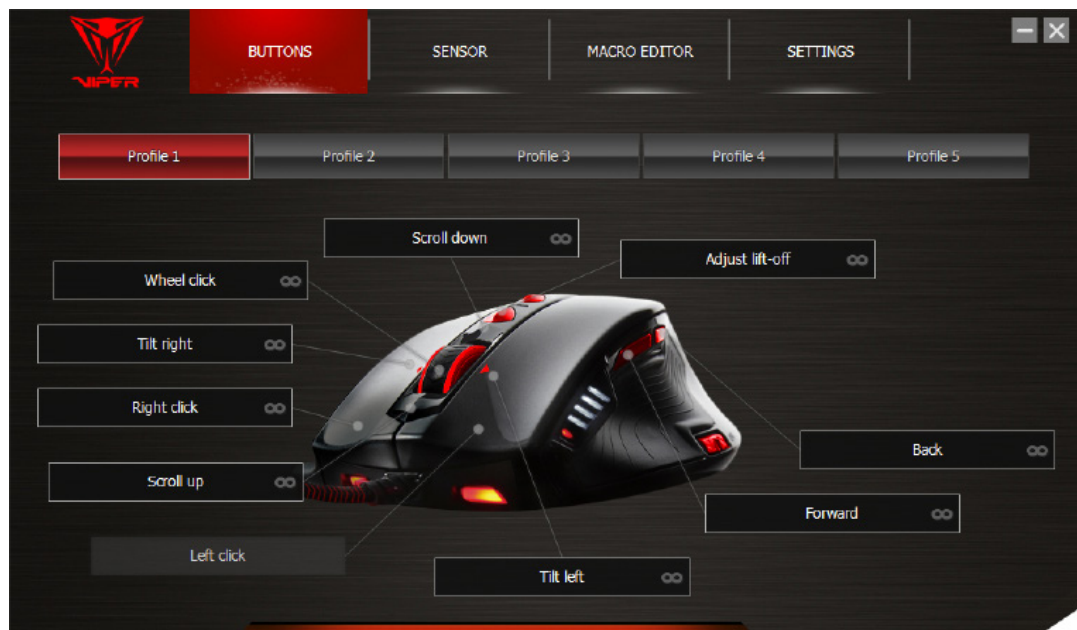 BUTTONS SENSOR MACRO EDITOR SETTINGS
VIPER
Profile 1 Profile 2 Profile 3 Profile 4 Profile 5
Scroll down
Adjust lift-off
Wheel click
Tilt right
Right click
Back
Scroll up
Forward
Left click
Tilt left